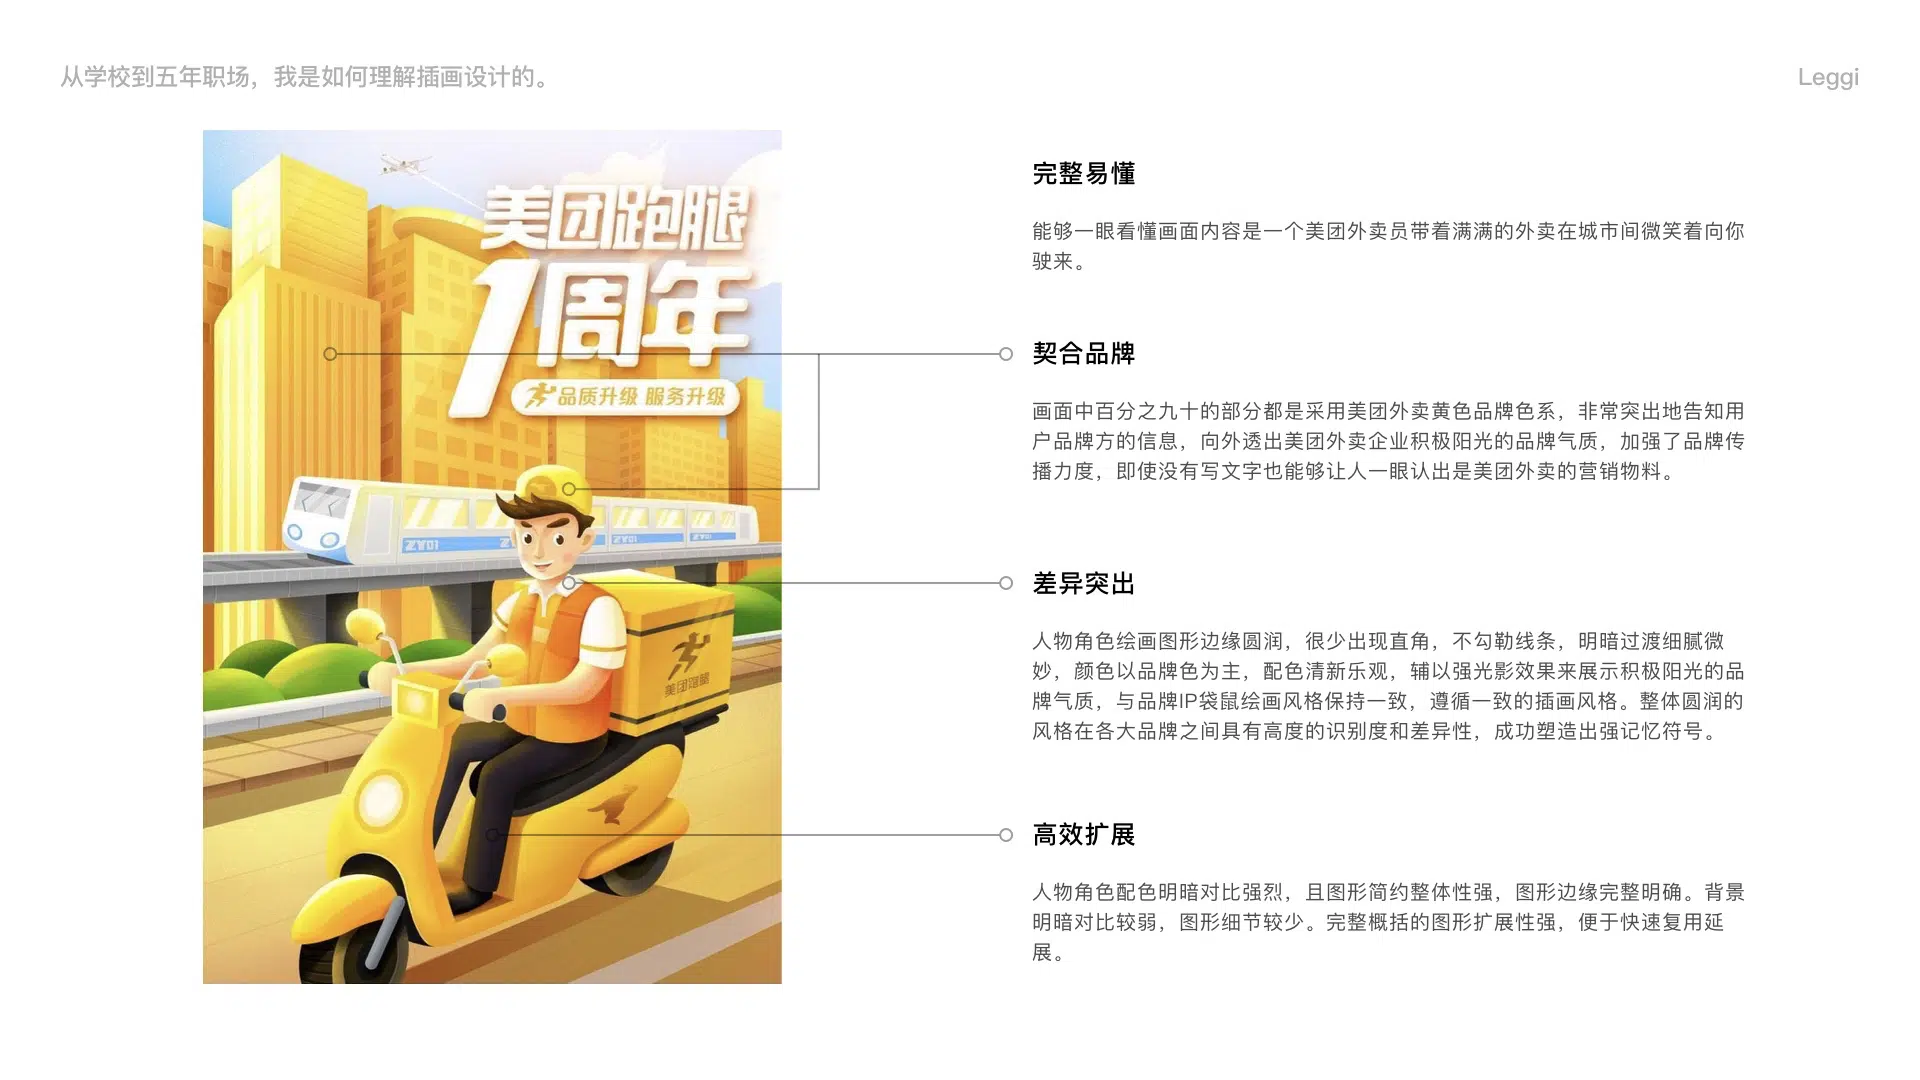 从学校到五年职场，我是如何理解插画设计的。
Leggi
美团跑腿
1周年
品质升级 服务升级
ZY01
ZY01
ZY01
美团跑腿
完整易懂
能够一眼看懂画面内容是一个美团外卖员带着满满的外卖在城市间微笑着向你
驶来。
契合品牌
画面中百分之九十的部分都是采用美团外卖黄色品牌色系，非常突出地告知用
户品牌方的信息，向外透出美团外卖企业积极阳光的品牌气质，加强了品牌传
播力度，即使没有写文字也能够让人一眼认出是美团外卖的营销物料。
差异突出
人物角色绘画图形边缘圆润，很少出现直角，不勾勒线条，明暗过渡细腻微
妙，颜色以品牌色为主，配色清新乐观，辅以强光影效果来展示积极阳光的品
牌气质，与品牌IP袋鼠绘画风格保持一致，遵循一致的插画风格。整体圆润的
风格在各大品牌之间具有高度的识别度和差异性，成功塑造出强记忆符号。
高效扩展
人物角色配色明暗对比强烈，且图形简约整体性强，图形边缘完整明确。背景
明暗对比较弱，图形细节较少。完整概括的图形扩展性强，便于快速复用延
展。